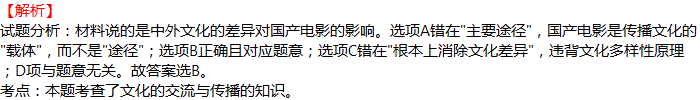 【解析】
试题分析：材料说的是中外文化的差异对国产电影的影响。选项A错在"主要途径"，国产电影是传播文化的
"载体"，而不是"途径"；选项B正确且对应题意；选项C错在"根本上消除文化差异"，违背文化多样性原理
；D项与题意无关。故答案选B。
考点：本题考查了文化的交流与传播的知识。